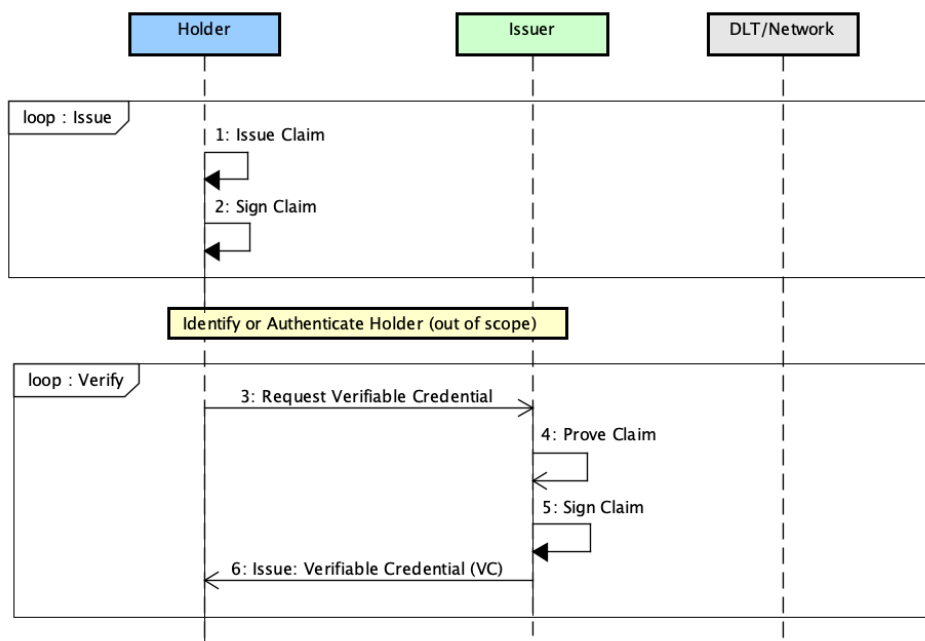 Holder
Issuer
DLT/Network
loop : Issue
1: Issue Claim
2: Sign Claim
Identify or Authenticate Holder (out of scope)
loop : Verify
3: Request Verifiable Credential
4: Prove Claim
5: Sign Claim
6: Issue: Verifiable Credential (VC)